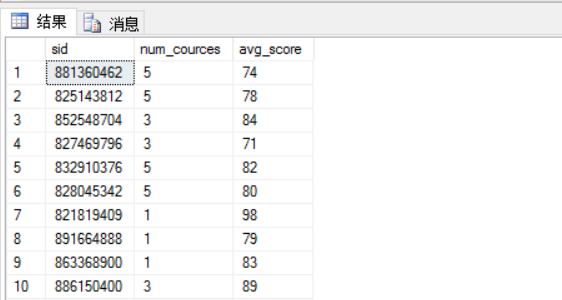 结果 消息
sid num_cources avg_score
1 881360462 5 74
2 825143812 5 78
3 852548704 3 84
4 827469796 3 71
5 832910376 5 82
6 828045342 5 80
7 821819409 1 98
8 891664888 1 79
9 863368900 1 83
10 886150400 3 89